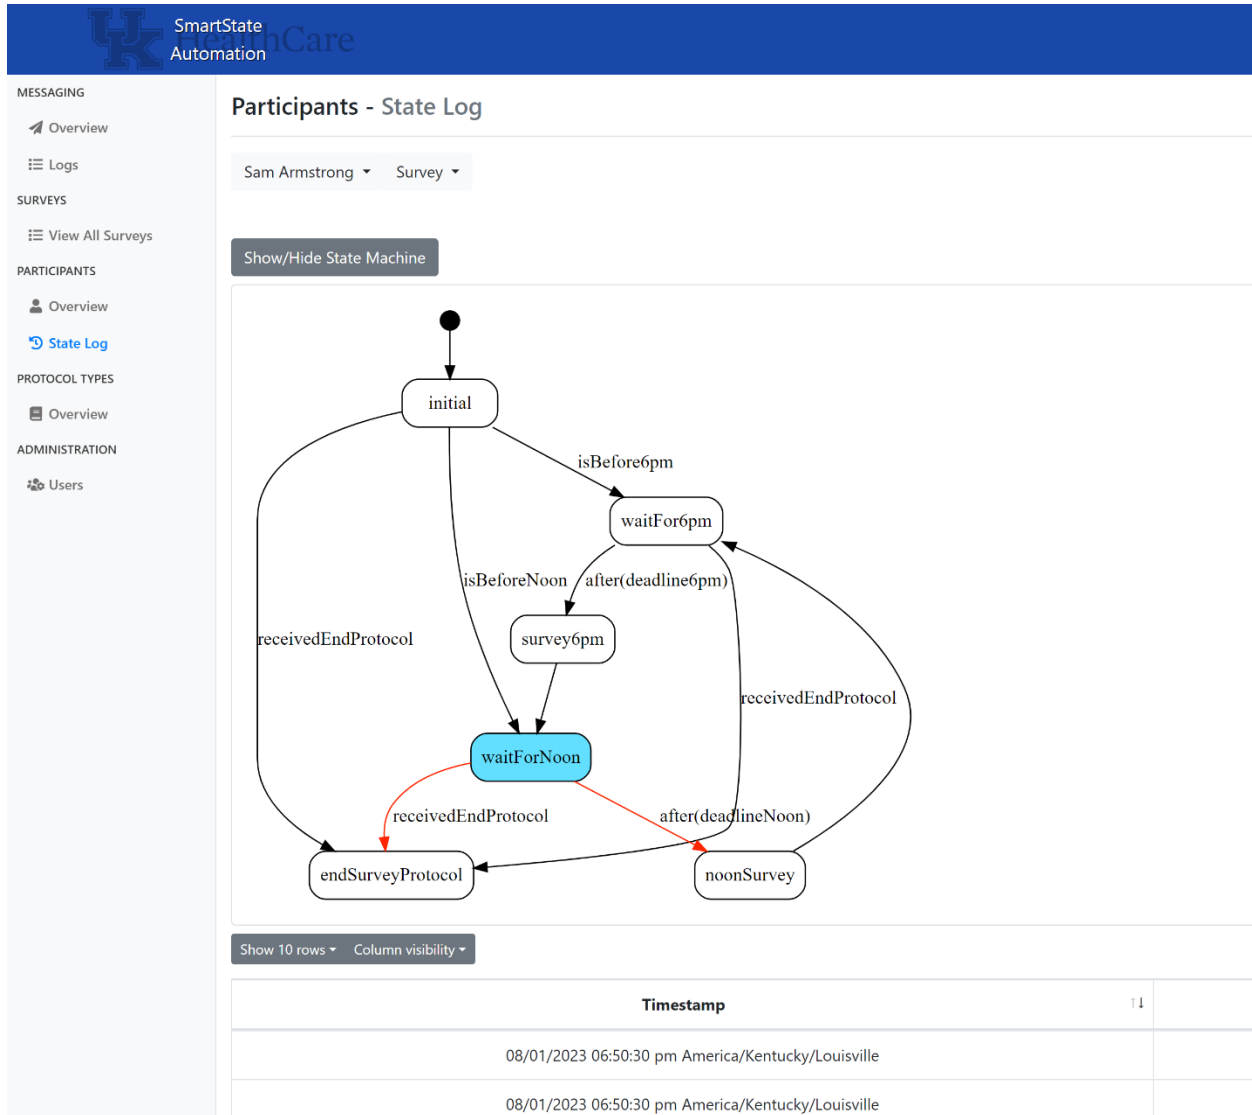 SmartState
Automation
UK HealthCare
MESSAGING
Overview
Logs
SURVEYS
View All Surveys
PARTICIPANTS
Overview
State Log
PROTOCOL TYPES
Overview
ADMINISTRATION
Users
Participants - State Log
Sam Armstrong Survey
Show/Hide State Machine
initial
isBefore6pm
waitFor6pm
isBeforeNoon after(deadline6pm)
receivedEndProtocol survey6pm
receivedEndProtocol
waitForNoon
receivedEndProtocol after(deadlineNoon)
endSurveyProtocol noonSurvey
Show 10 rows Column visibility
Timestamp
08/01/2023 06:50:30 pm America/Kentucky/Louisville
08/01/2023 06:50:30 pm America/Kentucky/Louisville